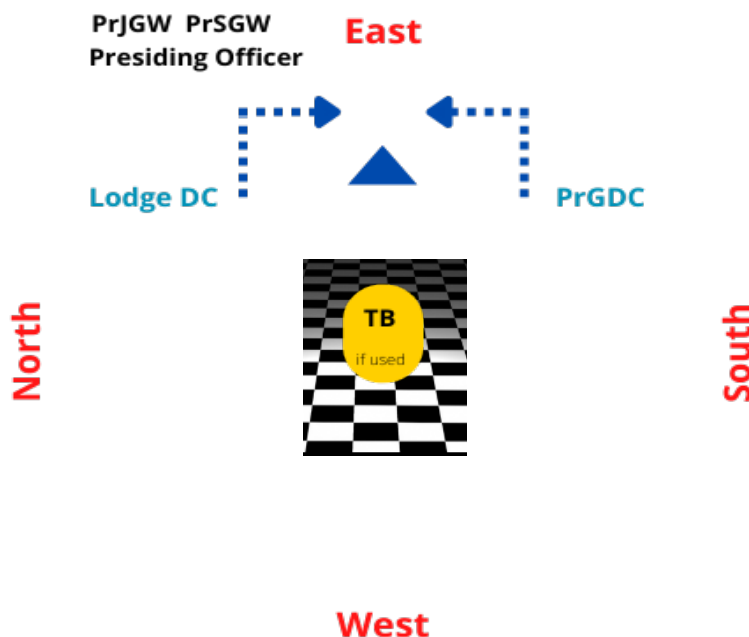 PrJGW PrSGW
East
Presiding Officer
Lodge DC
PrGDC
North
TB
if used
South
West